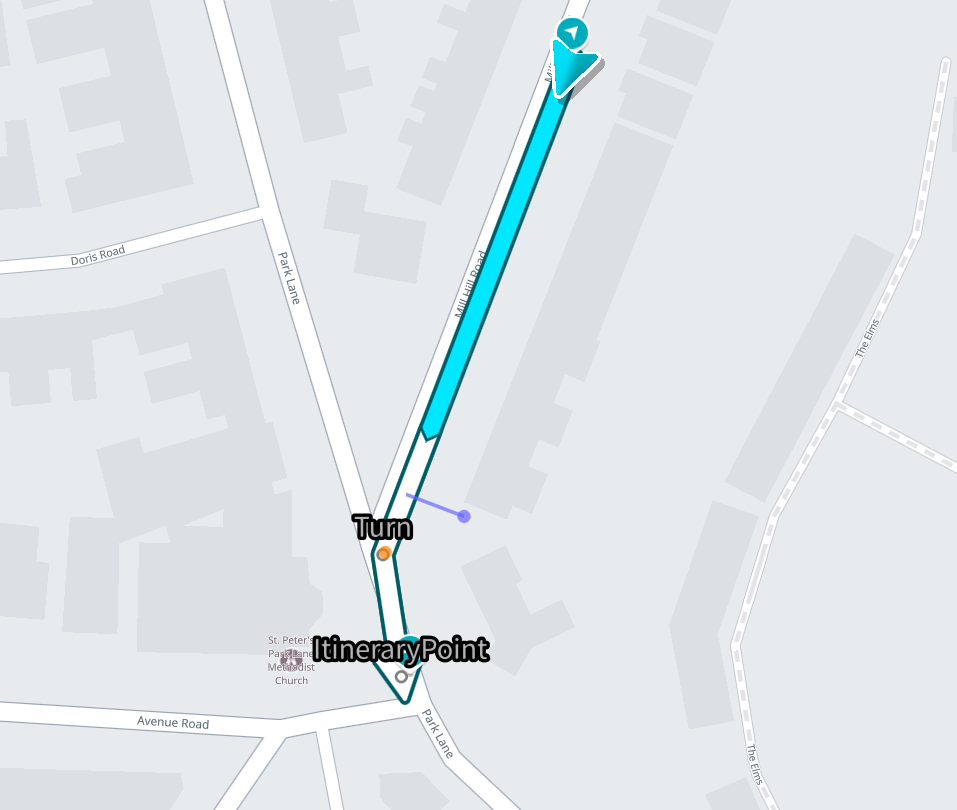 Doris Road
Park Lane
Mill Hill Road
The Elms
Turn
ItineraryPoint
St. Peter's
Park Lane
Methodist
Church
Avenue Road
Park Lane
The Elms